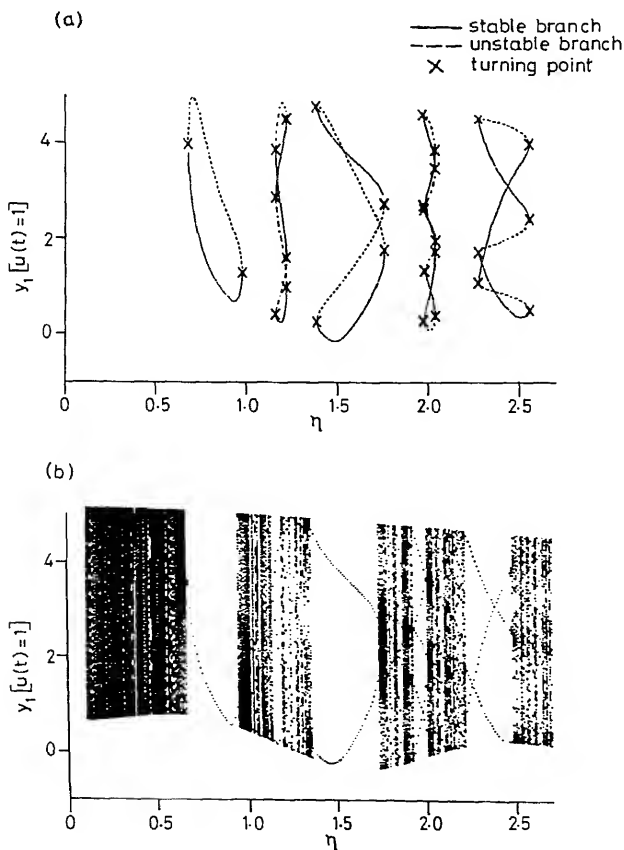 (a)
stable branch
unstable branch
× turning point
y₁ [u(t)=1]
4
2
0
0 0.5 1.0 1.5 2.0 2.5
η
(b)
y₁ [u(t)=1]
4
2
0
0 0.5 1.0 1.5 2.0 2.5
η